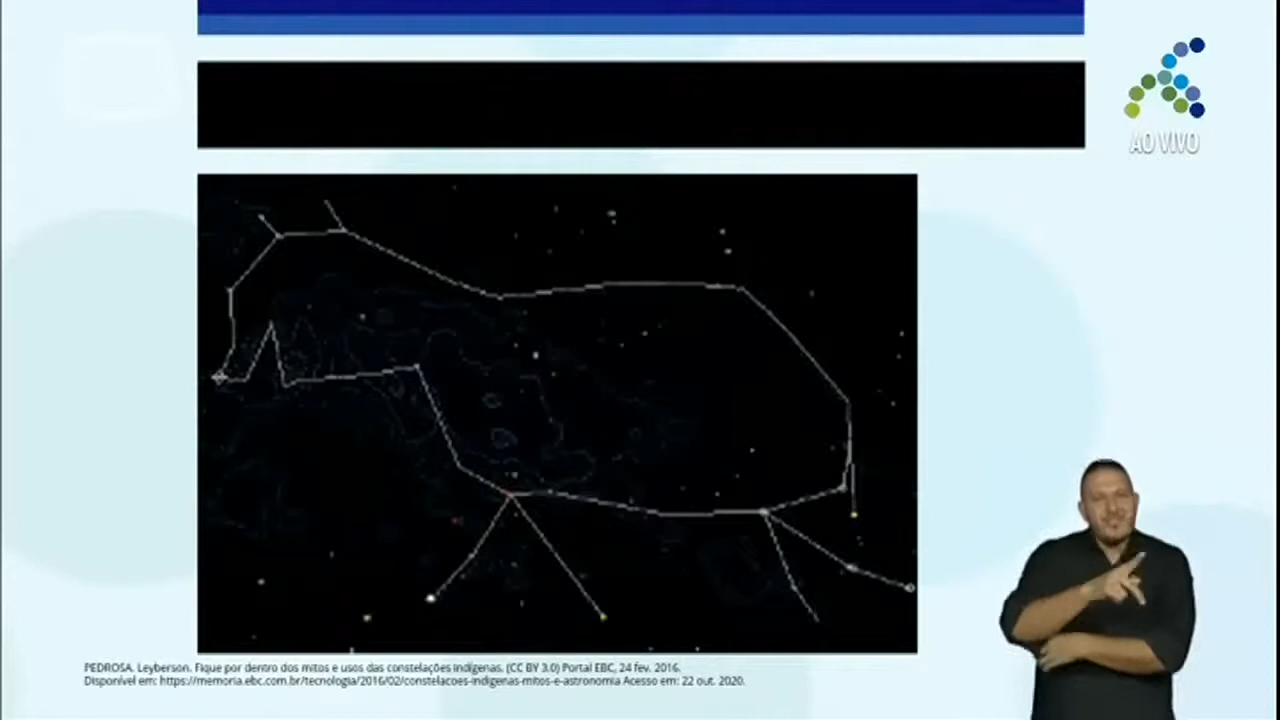 AO VIVO
PEDROSA. Leyberson. Fique por dentro dos mitos e usos das constelações indígenas. (CC BY 3.0) Portal EBC, 24 fev. 2016.
Disponível em: https://memoria.ebc.com.br/tecnologia/2016/02/constelacoes-indigenas-mitos-e-astronomia Acesso em: 22 out. 2020.